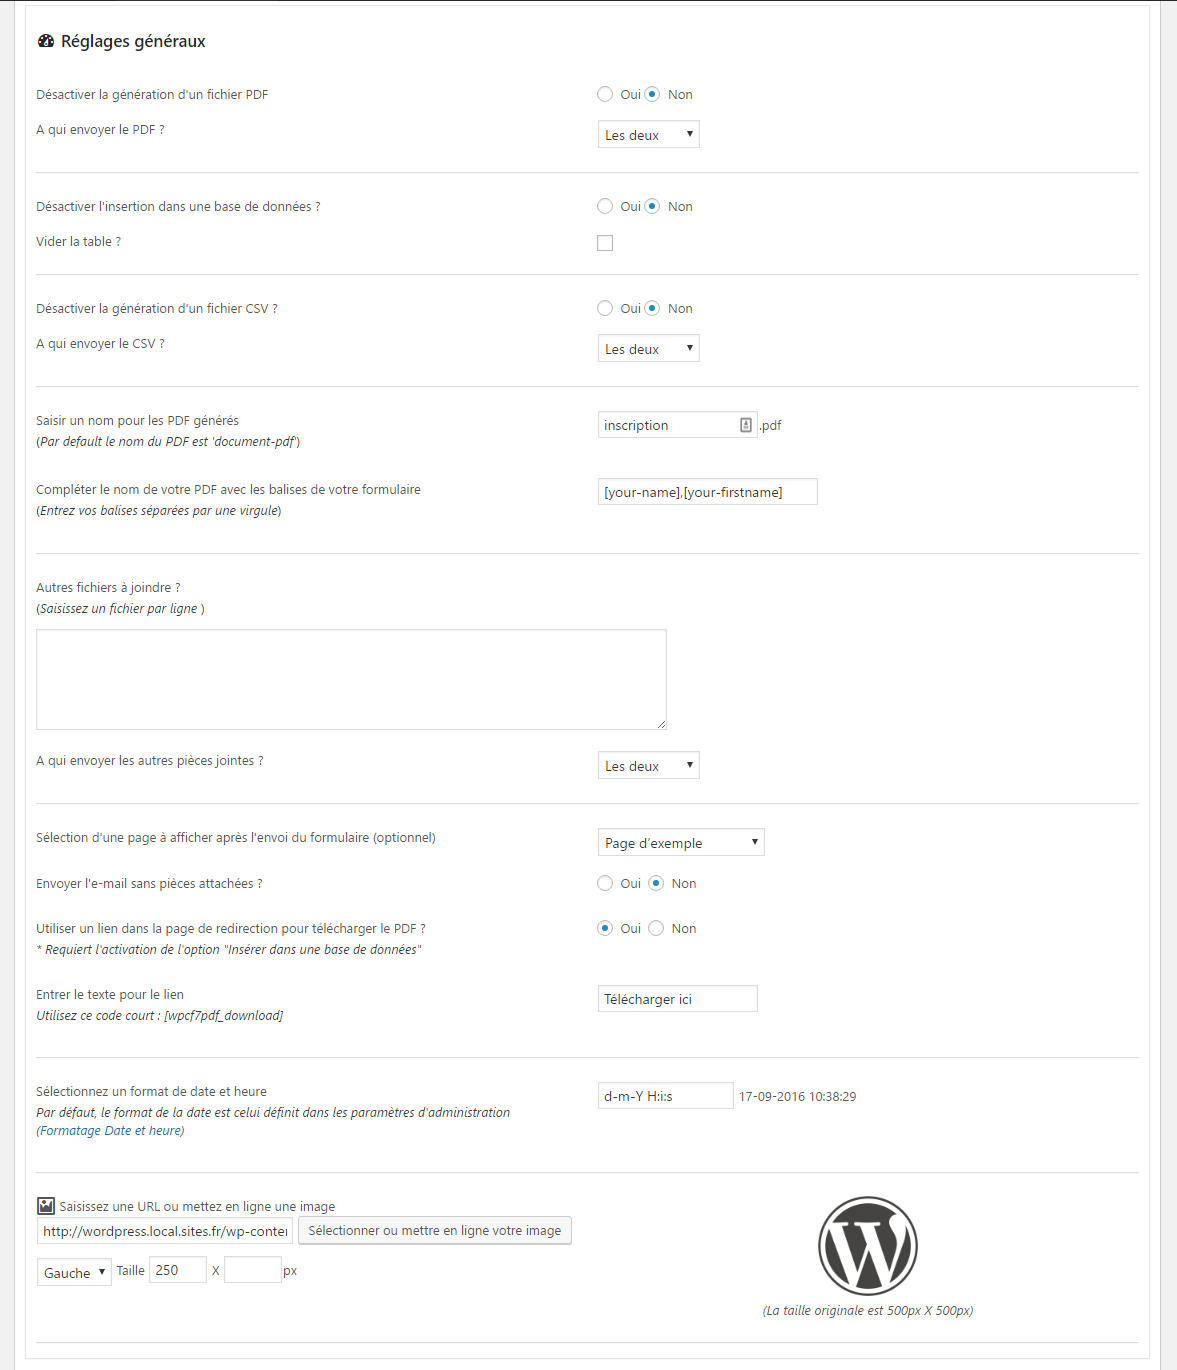 Réglages généraux
Désactiver la génération d'un fichier PDF Oui Non
A qui envoyer le PDF ? Les deux
Désactiver l'insertion dans une base de données ? Oui Non
Vider la table ?
Désactiver la génération d'un fichier CSV ? Oui Non
A qui envoyer le CSV ? Les deux
Saisir un nom pour les PDF générés
(Par default le nom du PDF est 'document-pdf') inscription .pdf
Compléter le nom de votre PDF avec les balises de votre formulaire [your-name],[your-firstname]
(Entrez vos balises séparées par une virgule)
Autres fichiers à joindre ?
(Saisissez un fichier par ligne )
A qui envoyer les autres pièces jointes ? Les deux
Sélection d'une page à afficher après l'envoi du formulaire (optionnel) Page d’exemple
Envoyer l'e-mail sans pièces attachées ? Oui Non
Utiliser un lien dans la page de redirection pour télécharger le PDF ? Oui Non
* Requiert l'activation de l'option "Insérer dans une base de données"
Entrer le texte pour le lien Télécharger ici
Utilisez ce code court : [wpcf7pdf_download]
Sélectionnez un format de date et heure d-m-Y H:i:s 17-09-2016 10:38:29
Par défaut, le format de la date est celui définit dans les paramètres d'administration
(Formatage Date et heure)
Saisissez une URL ou mettez en ligne une image
http://wordpress.local.sites.fr/wp-conter Sélectionner ou mettre en ligne votre image
Gauche Taille 250 X px
(La taille originale est 500px X 500px)